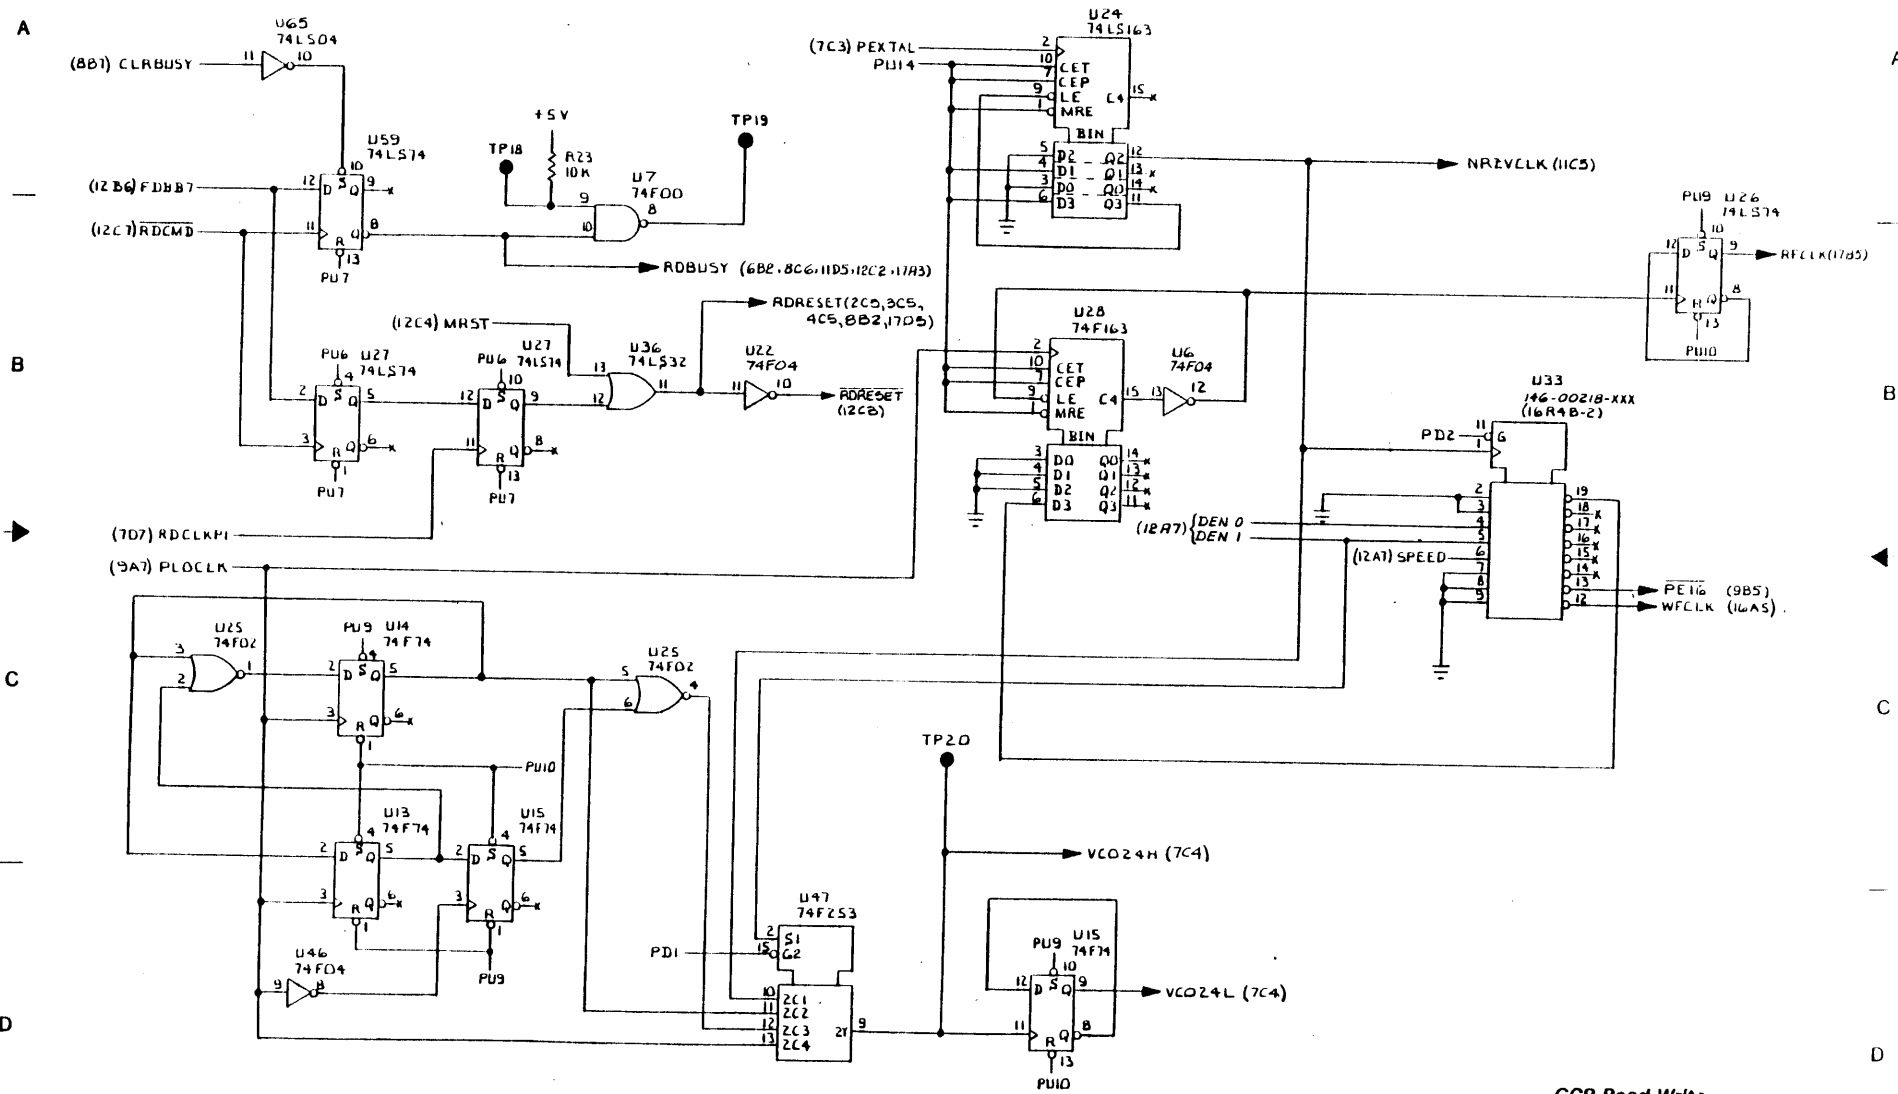 A
U65
74LS04
(8B7) CLRBUSY
11
10
U59
74LS74
+5V
TP18
R23
10K
U7
74F00
TP19
(12B6) FDBB7
12
D
S
Q
9
10
8
(12C7) RDCMD
11
R
Q
8
13
PU7
RDBUSY (6B2,8C6,11D5,12C2,17A3)
RDRESET(2C5,3C5,
4C5,8B2,17D5)
(12C4) MRST
B
PU6
U27
74LS74
PU6
U27
74LS74
U36
74LS32
U22
74F04
RDRESET
(12C3)
2
4
D
S
Q
5
3
R
Q
6
1
PU7
12
10
D
S
Q
9
11
R
Q
8
13
PU7
13
12
11
11
10
(7D7) RDCLKPI
(9A7) PLOCLK
U24
74LS163
(7C3) PEXTAL
PU14
2
10
7
9
1
CET
CEP
LE
MRE
C4
15
BIN
5
4
3
6
D2
D1
D0
D3
Q2
Q1
Q0
Q3
12
13
14
11
NRZVCLK (11C5)
PU9
U26
74LS74
12
10
D
S
Q
9
11
R
Q
8
13
PU10
RFCLK(17B5)
U28
74F163
2
10
7
9
1
CET
CEP
LE
MRE
C4
15
BIN
3
4
5
6
D0
D1
D2
D3
Q0
Q1
Q2
Q3
14
13
12
11
U6
74F04
13
12
U33
146-00218-XXX
(16R4B-2)
PD2
11
G
1
2
3
4
5
6
7
8
9
19
18
17
16
15
14
13
12
(12A7)
DEN 0
DEN 1
(12A7) SPEED
PE16 (9B5)
WFCLK (16A5)
B
C
U25
74F02
3
2
1
PU9
U14
74F74
2
4
D
S
Q
5
3
R
Q
6
1
PU10
U25
74F02
5
6
4
U13
74F74
2
4
D
S
Q
5
3
R
Q
6
1
U15
74F74
2
4
D
S
Q
5
3
R
Q
6
1
PU9
U46
74F04
9
8
TP20
VCO24H (7C4)
U47
74F253
PD1
2
15
S1
G2
10
11
12
13
2C1
2C2
2C3
2C4
2Y
9
PU9
U15
74F74
12
10
D
S
Q
9
11
R
Q
8
13
PU10
VCO24L (7C4)
C
D
D
GCR Read Write